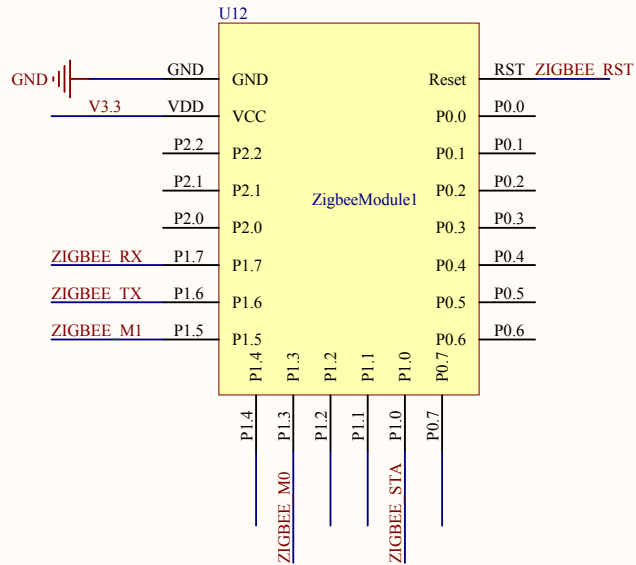 U12
GND GND GND Reset RST ZIGBEE_RST
V3.3 VDD VCC P0.0 P0.0
P2.2 P2.2 P0.1 P0.1
P2.1 P2.1 P0.2 P0.2
ZigbeeModule1
P2.0 P2.0 P0.3 P0.3
ZIGBEE_RX P1.7 P1.7 P0.4 P0.4
ZIGBEE_TX P1.6 P1.6 P0.5 P0.5
ZIGBEE_M1 P1.5 P1.5 P0.6 P0.6
P1.4 P1.3 P1.2 P1.1 P1.0 P0.7
P1.4 P1.3 P1.2 P1.1 P1.0 P0.7
ZIGBEE_M0 ZIGBEE_STA